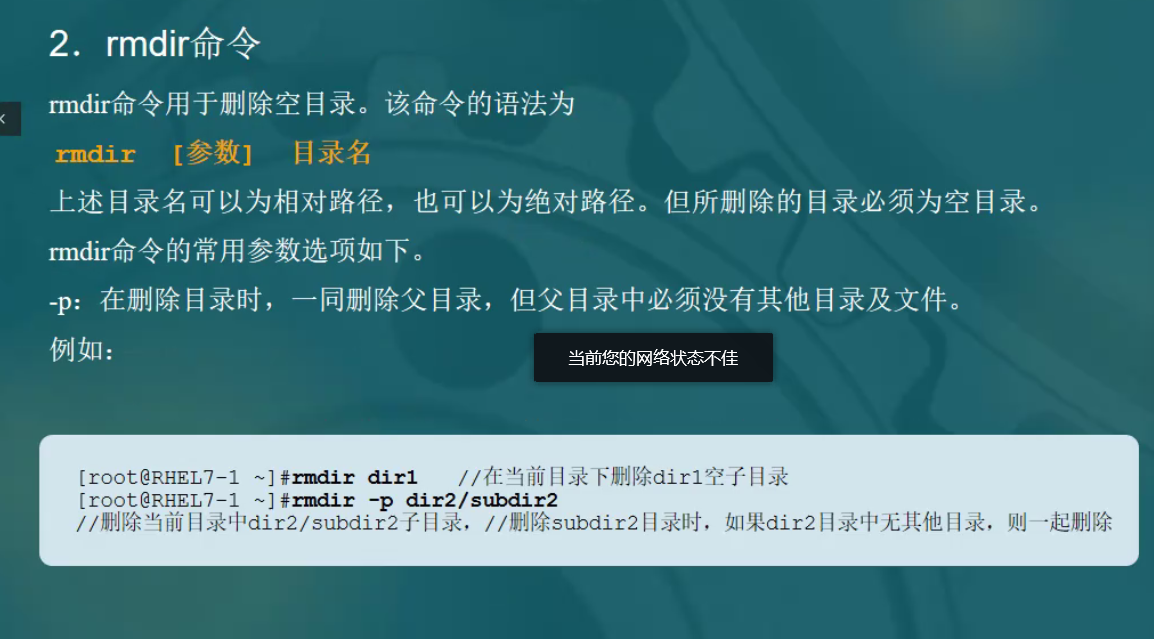 2．rmdir命令
rmdir命令用于删除空目录。该命令的语法为
rmdir  [参数]  目录名
上述目录名可以为相对路径，也可以为绝对路径。但所删除的目录必须为空目录。
rmdir命令的常用参数选项如下。
-p：在删除目录时，一同删除父目录，但父目录中必须没有其他目录及文件。
例如：
当前您的网络状态不佳
[root@RHEL7-1 ~]#rmdir dir1   //在当前目录下删除dir1空子目录
[root@RHEL7-1 ~]#rmdir -p dir2/subdir2
//删除当前目录中dir2/subdir2子目录，//删除subdir2目录时，如果dir2目录中无其他目录，则一起删除